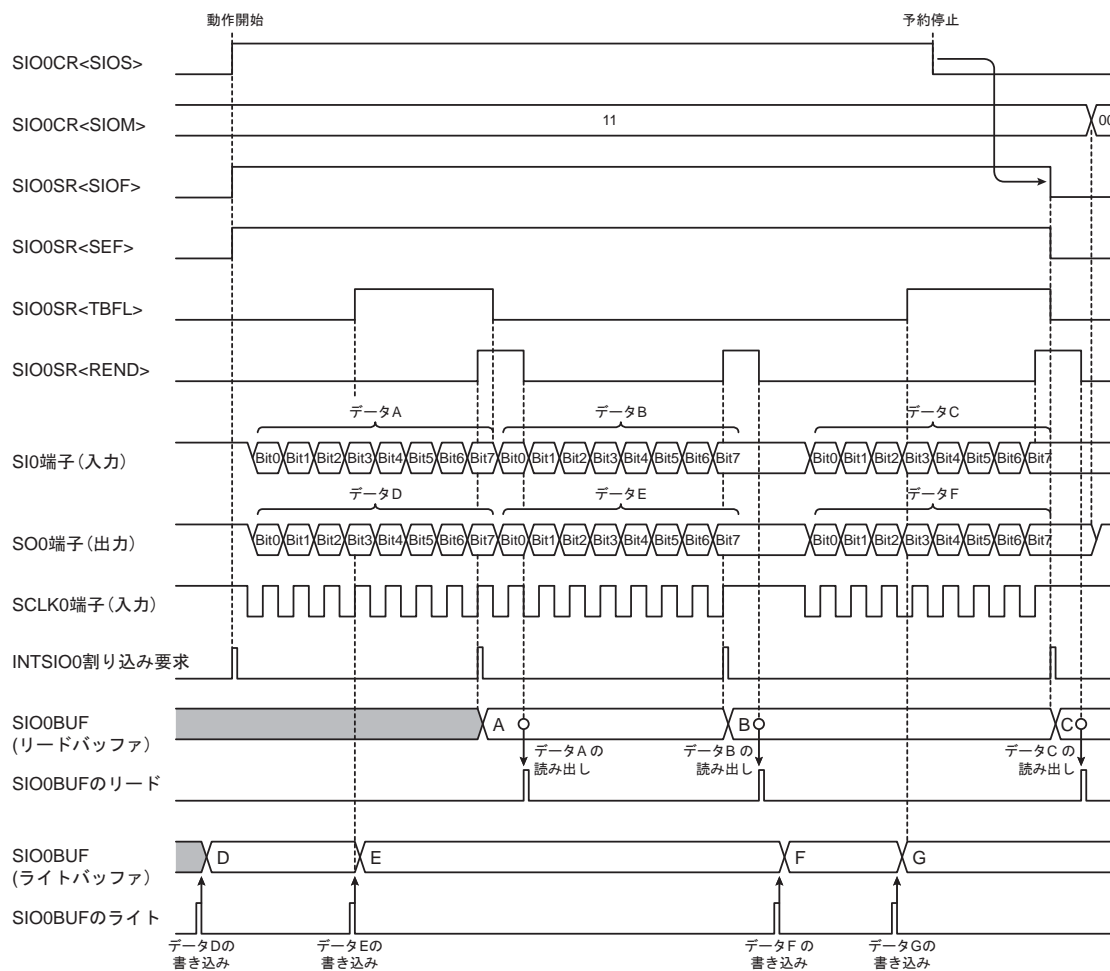 動作開始
予約停止
SIO0CR<SIOS>
SIO0CR<SIOM>
11
00
SIO0SR<SIOF>
SIO0SR<SEF>
SIO0SR<TBFL>
SIO0SR<REND>
データA
データB
データC
SI0端子(入力)
Bit0 Bit1 Bit2 Bit3 Bit4 Bit5 Bit6 Bit7 Bit0 Bit1 Bit2 Bit3 Bit4 Bit5 Bit6 Bit7 Bit0 Bit1 Bit2 Bit3 Bit4 Bit5 Bit6 Bit7
データD
データE
データF
SO0端子(出力)
Bit0 Bit1 Bit2 Bit3 Bit4 Bit5 Bit6 Bit7 Bit0 Bit1 Bit2 Bit3 Bit4 Bit5 Bit6 Bit7 Bit0 Bit1 Bit2 Bit3 Bit4 Bit5 Bit6 Bit7
SCLK0端子(入力)
INTSIO0割り込み要求
SIO0BUF
(リードバッファ)
A
B
C
データA の
読み出し
データB の
読み出し
データC の
読み出し
SIO0BUFのリード
SIO0BUF
(ライトバッファ)
D
E
F
G
SIO0BUFのライト
データDの
書き込み
データEの
書き込み
データF の
書き込み
データGの
書き込み